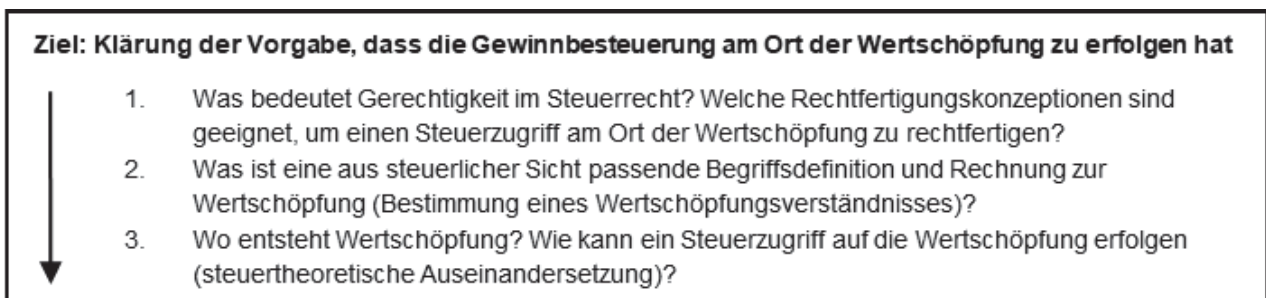 Ziel: Klärung der Vorgabe, dass die Gewinnbesteuerung am Ort der Wertschöpfung zu erfolgen hat
1. Was bedeutet Gerechtigkeit im Steuerrecht? Welche Rechtfertigungskonzeptionen sind
geeignet, um einen Steuerzugriff am Ort der Wertschöpfung zu rechtfertigen?
2. Was ist eine aus steuerlicher Sicht passende Begriffsdefinition und Rechnung zur
Wertschöpfung (Bestimmung eines Wertschöpfungsverständnisses)?
3. Wo entsteht Wertschöpfung? Wie kann ein Steuerzugriff auf die Wertschöpfung erfolgen
(steuertheoretische Auseinandersetzung)?